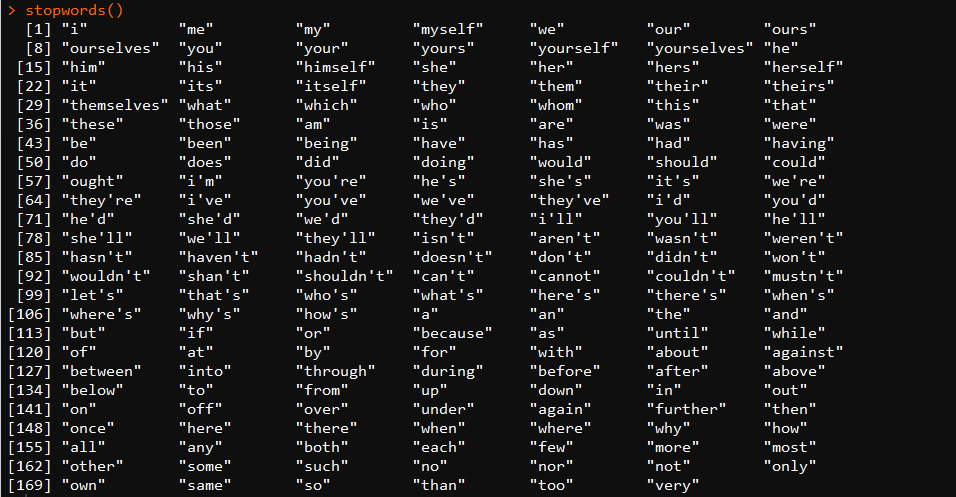 > stopwords()
[1] "i" "me" "my" "myself" "we" "our" "ours"
[8] "ourselves" "you" "your" "yours" "yourself" "yourselves" "he"
[15] "him" "his" "himself" "she" "her" "hers" "herself"
[22] "it" "its" "itself" "they" "them" "their" "theirs"
[29] "themselves" "what" "which" "who" "whom" "this" "that"
[36] "these" "those" "am" "is" "are" "was" "were"
[43] "be" "been" "being" "have" "has" "had" "having"
[50] "do" "does" "did" "doing" "would" "should" "could"
[57] "ought" "i'm" "you're" "he's" "she's" "it's" "we're"
[64] "they're" "i've" "you've" "we've" "they've" "i'd" "you'd"
[71] "he'd" "she'd" "we'd" "they'd" "i'll" "you'll" "he'll"
[78] "she'll" "we'll" "they'll" "isn't" "aren't" "wasn't" "weren't"
[85] "hasn't" "haven't" "hadn't" "doesn't" "don't" "didn't" "won't"
[92] "wouldn't" "shan't" "shouldn't" "can't" "cannot" "couldn't" "mustn't"
[99] "let's" "that's" "who's" "what's" "here's" "there's" "when's"
[106] "where's" "why's" "how's" "a" "an" "the" "and"
[113] "but" "if" "or" "because" "as" "until" "while"
[120] "of" "at" "by" "for" "with" "about" "against"
[127] "between" "into" "through" "during" "before" "after" "above"
[134] "below" "to" "from" "up" "down" "in" "out"
[141] "on" "off" "over" "under" "again" "further" "then"
[148] "once" "here" "there" "when" "where" "why" "how"
[155] "all" "any" "both" "each" "few" "more" "most"
[162] "other" "some" "such" "no" "nor" "not" "only"
[169] "own" "same" "so" "than" "too" "very"